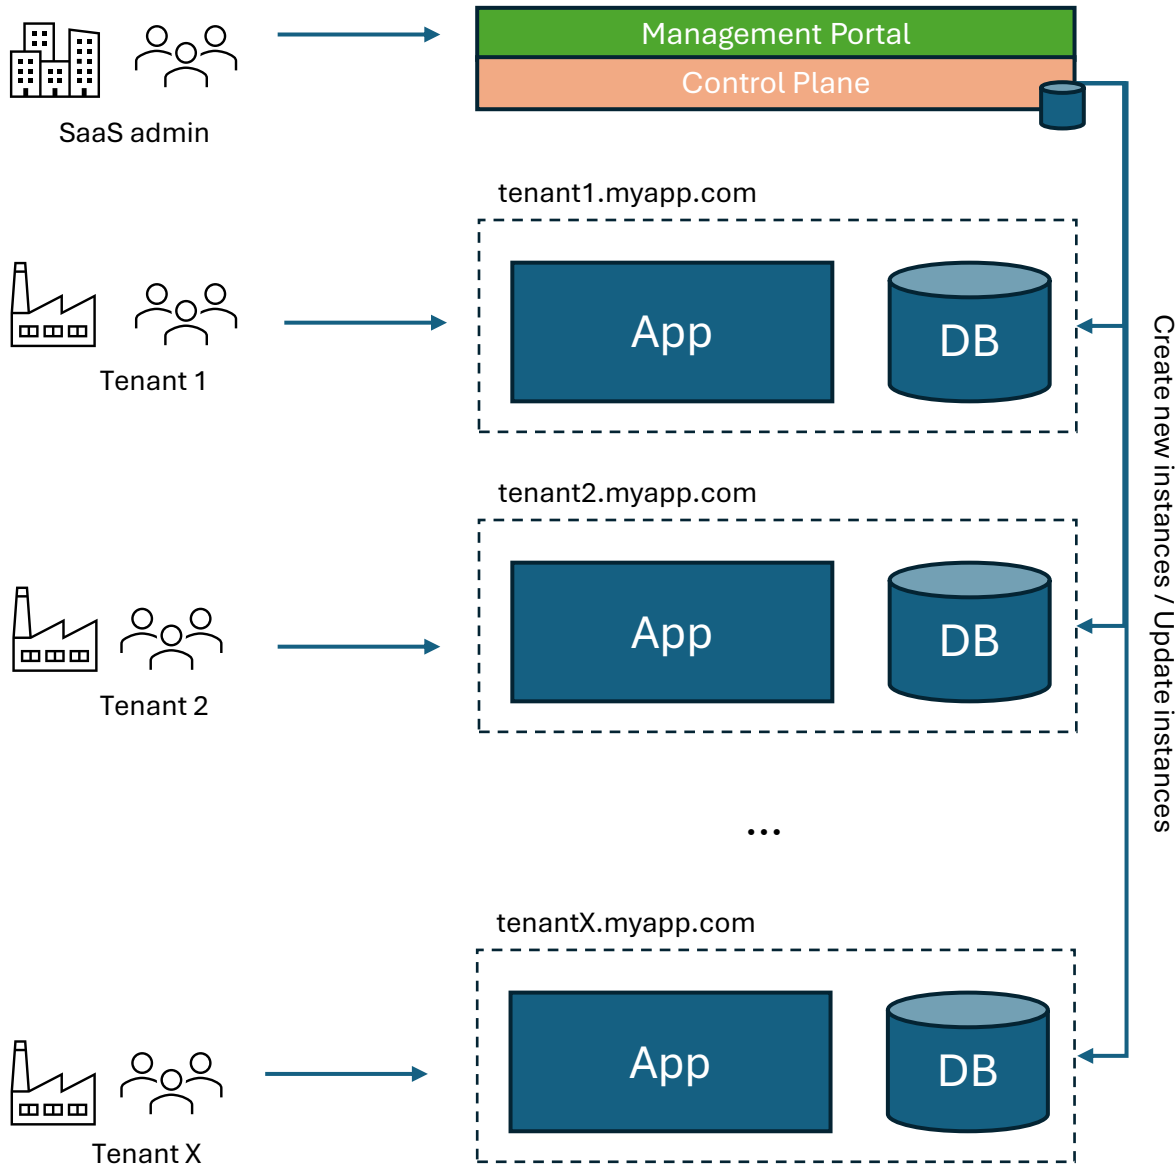 Management Portal
Control Plane
SaaS admin
tenant1.myapp.com
App
DB
Tenant 1
tenant2.myapp.com
App
DB
Tenant 2
...
tenantX.myapp.com
App
DB
Tenant X
Create new instances / Update instances